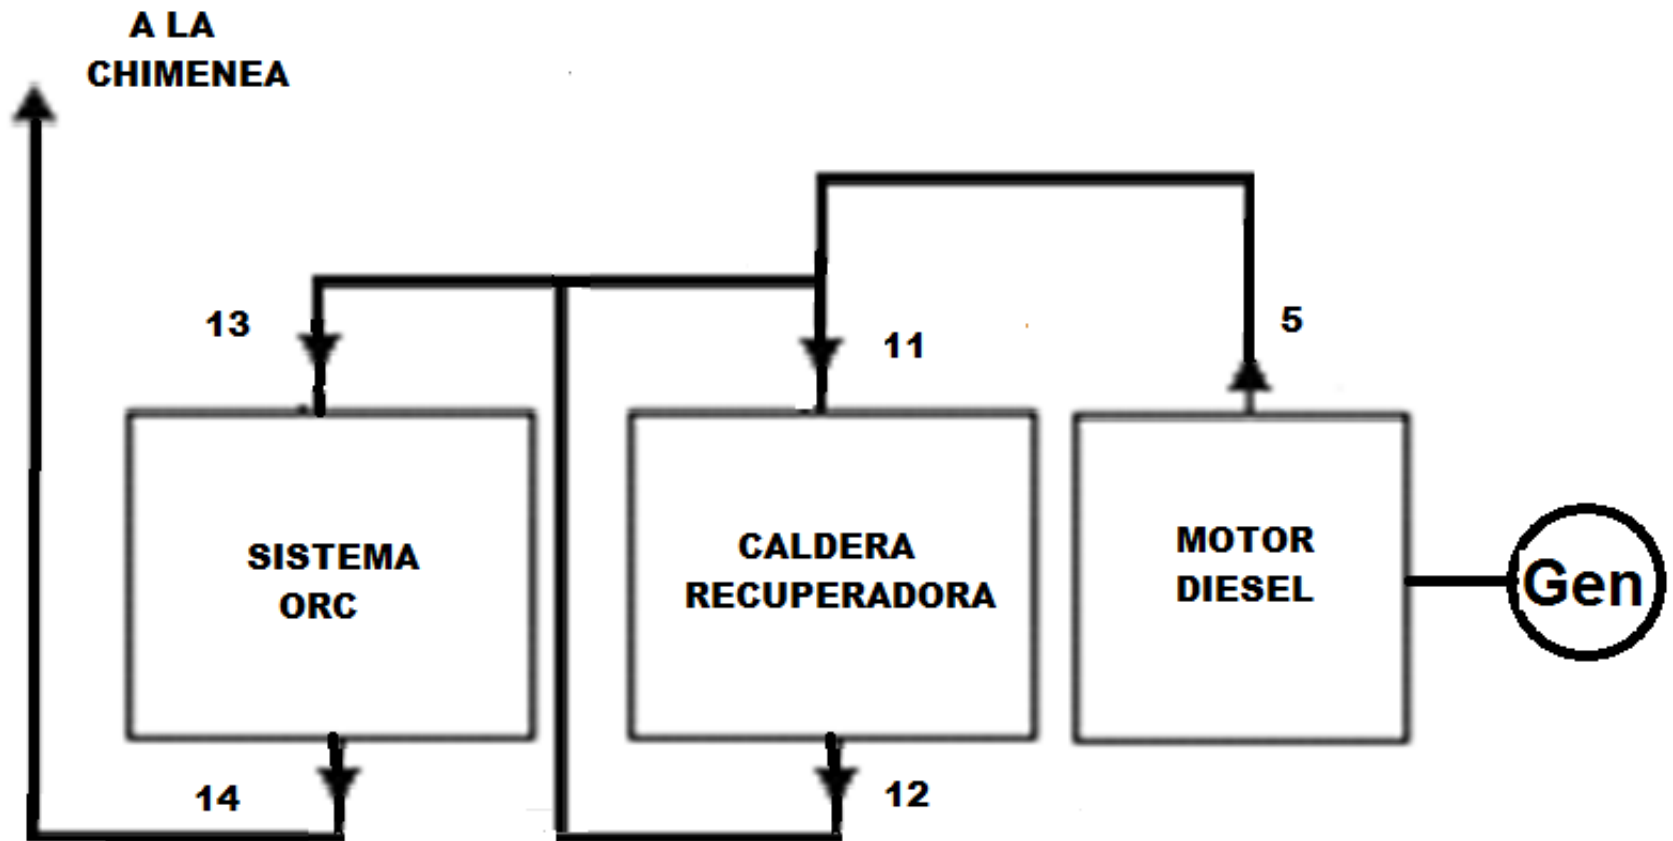 A LA
CHIMENEA
13
11
5
SISTEMA
ORC
CALDERA
RECUPERADORA
MOTOR
DIESEL
Gen
14
12